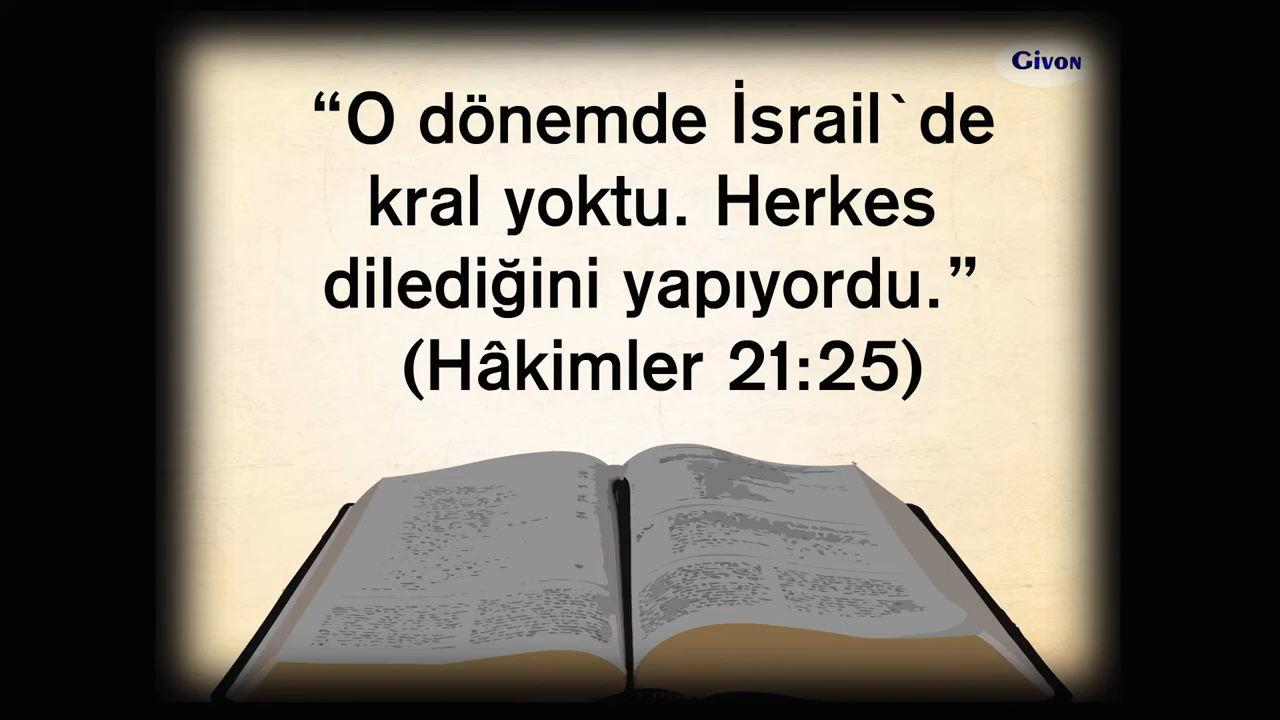 GIVON
“O dönemde İsrail`de
kral yoktu. Herkes
dilediğini yapıyordu.”
(Hâkimler 21:25)